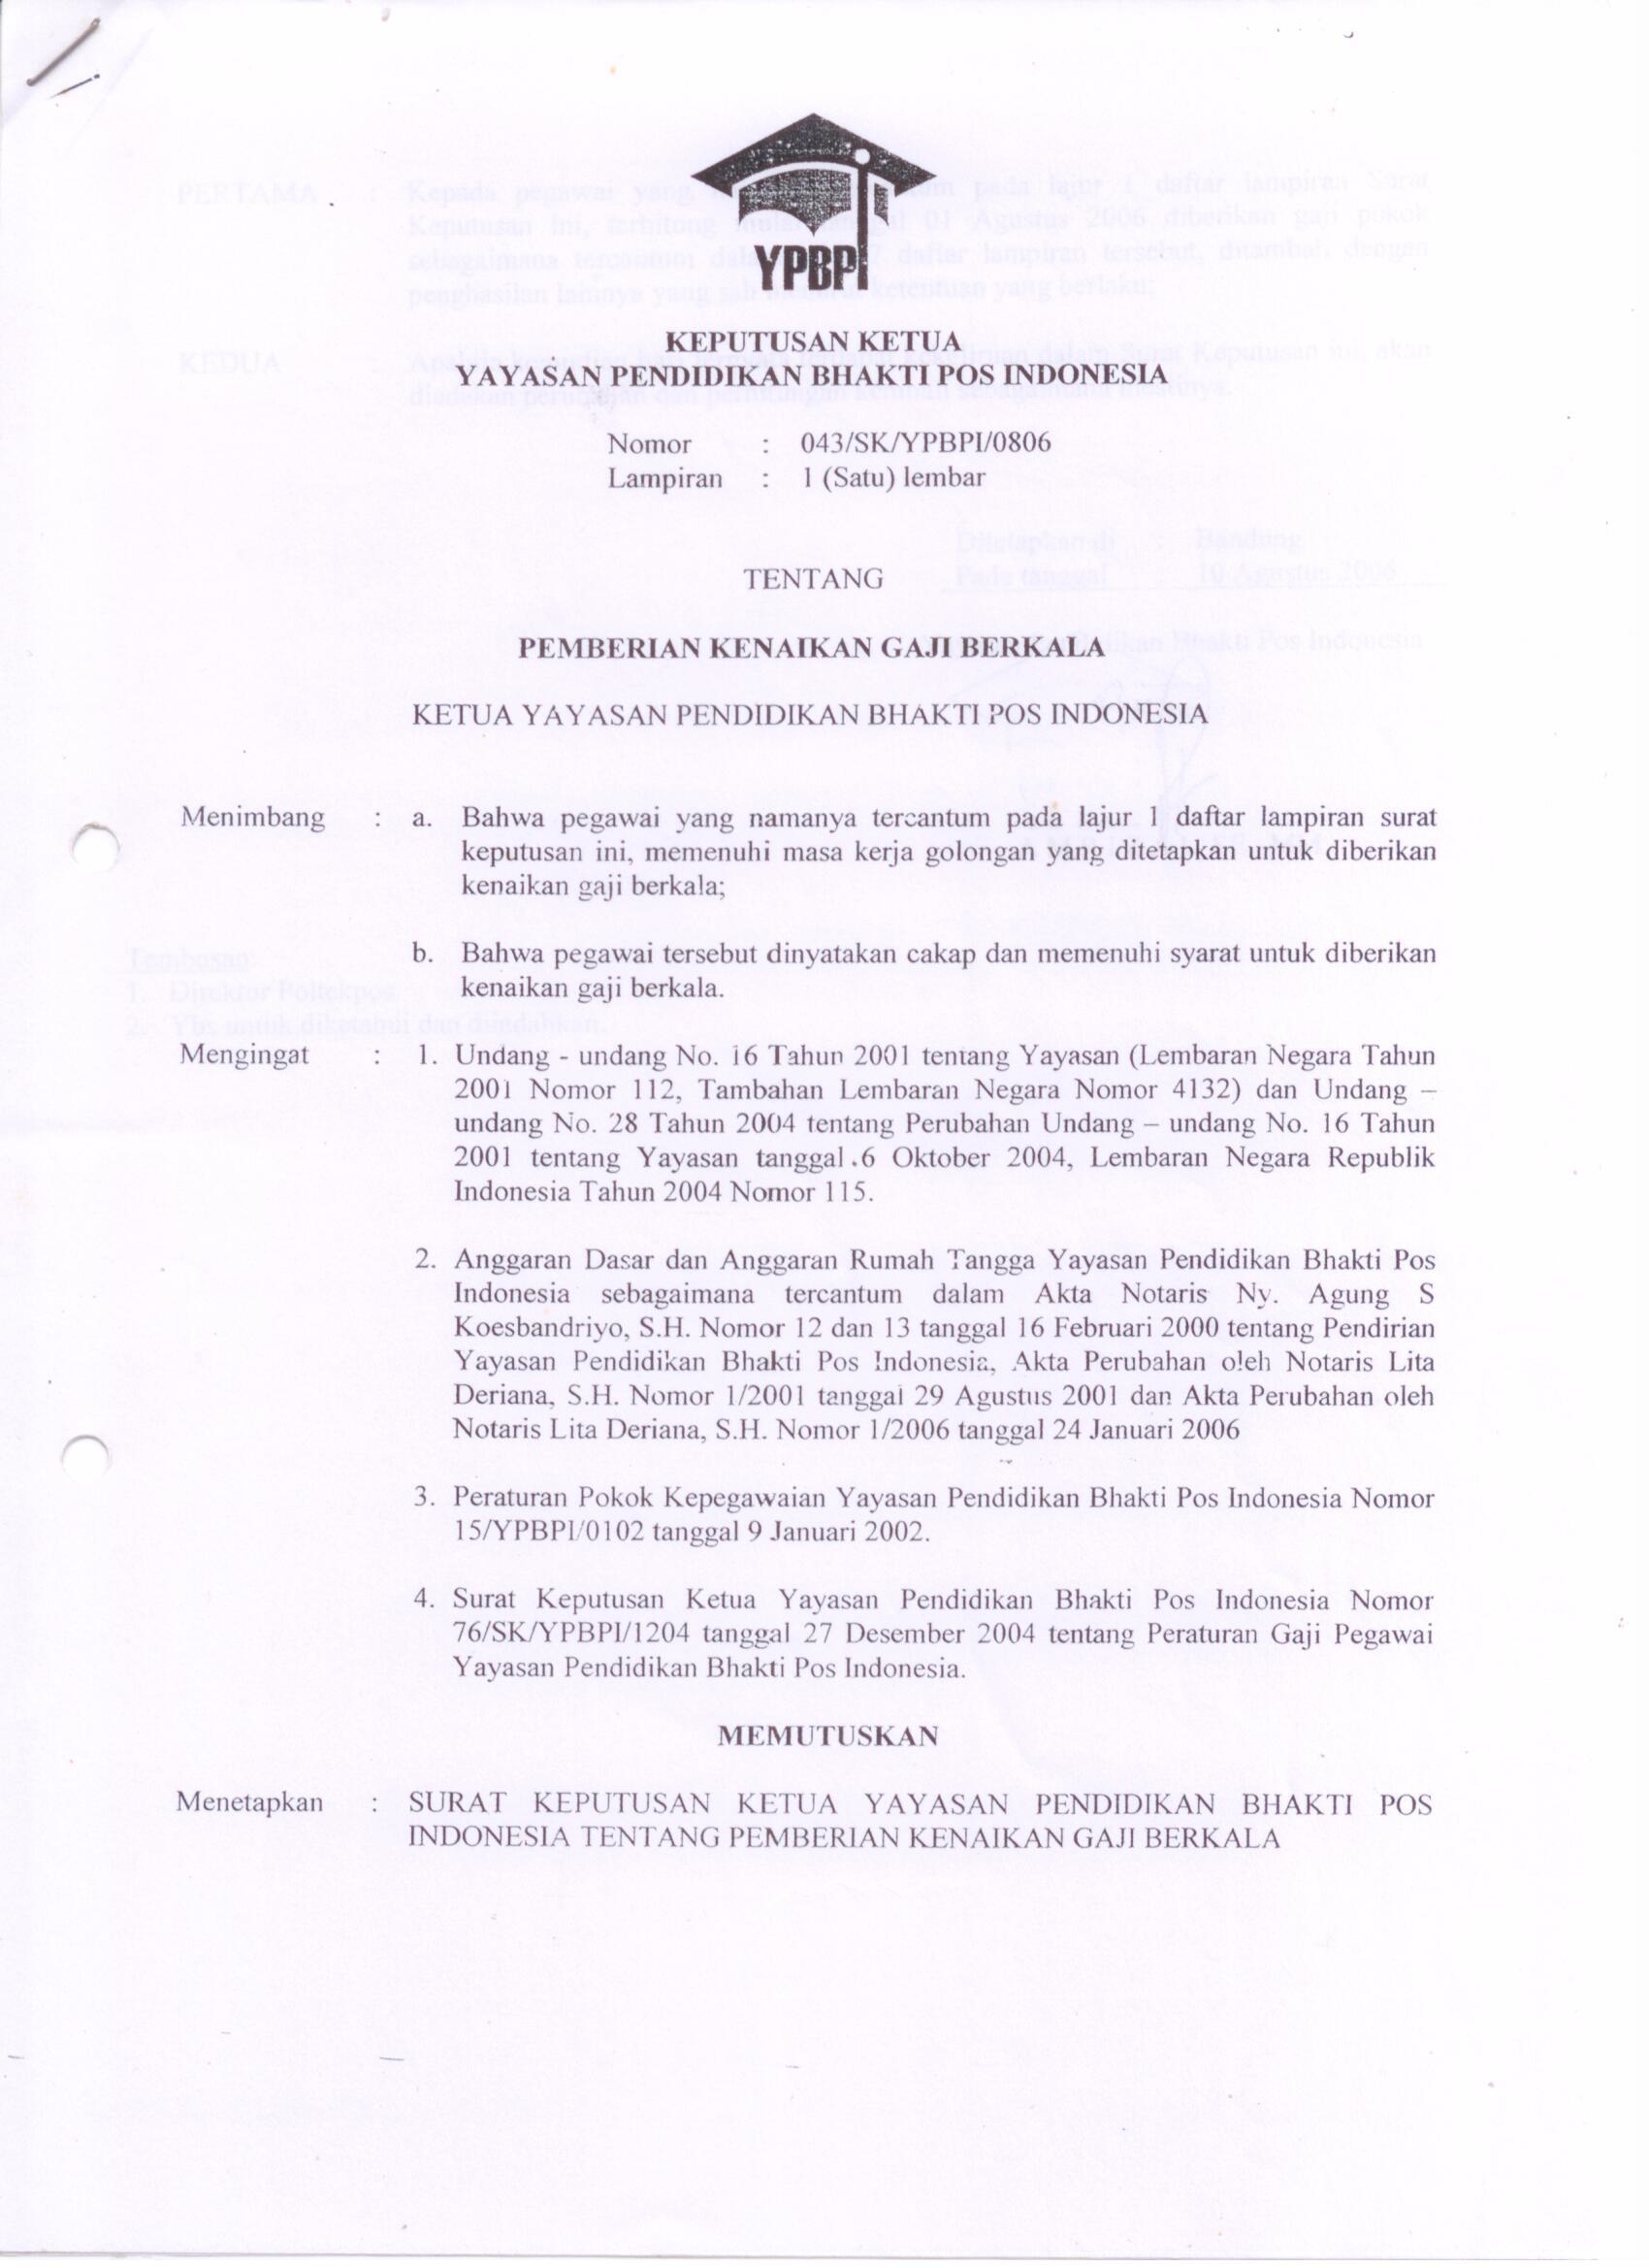 YPBPI
KEPUTUSAN KETUA
YAYASAN PENDIDIKAN BHAKTI POS INDONESIA
Nomor : 043/SK/YPBPI/0806
Lampiran : 1 (Satu) lembar
TENTANG
PEMBERIAN KENAIKAN GAJI BERKALA
KETUA YAYASAN PENDIDIKAN BHAKTI POS INDONESIA
Menimbang : a. Bahwa pegawai yang namanya tercantum pada lajur 1 daftar lampiran surat
keputusan ini, memenuhi masa kerja golongan yang ditetapkan untuk diberikan
kenaikan gaji berkala;
b. Bahwa pegawai tersebut dinyatakan cakap dan memenuhi syarat untuk diberikan
kenaikan gaji berkala.
Mengingat : 1. Undang - undang No. 16 Tahun 2001 tentang Yayasan (Lembaran Negara Tahun
2001 Nomor 112, Tambahan Lembaran Negara Nomor 4132) dan Undang –
undang No. 28 Tahun 2004 tentang Perubahan Undang – undang No. 16 Tahun
2001 tentang Yayasan tanggal 6 Oktober 2004, Lembaran Negara Republik
Indonesia Tahun 2004 Nomor 115.
2. Anggaran Dasar dan Anggaran Rumah Tangga Yayasan Pendidikan Bhakti Pos
Indonesia sebagaimana tercantum dalam Akta Notaris Ny. Agung S
Koesbandriyo, S.H. Nomor 12 dan 13 tanggal 16 Februari 2000 tentang Pendirian
Yayasan Pendidikan Bhakti Pos Indonesia, Akta Perubahan oleh Notaris Lita
Deriana, S.H. Nomor 1/2001 tanggal 29 Agustus 2001 dan Akta Perubahan oleh
Notaris Lita Deriana, S.H. Nomor 1/2006 tanggal 24 Januari 2006
3. Peraturan Pokok Kepegawaian Yayasan Pendidikan Bhakti Pos Indonesia Nomor
15/YPBPI/0102 tanggal 9 Januari 2002.
4. Surat Keputusan Ketua Yayasan Pendidikan Bhakti Pos Indonesia Nomor
76/SK/YPBPI/1204 tanggal 27 Desember 2004 tentang Peraturan Gaji Pegawai
Yayasan Pendidikan Bhakti Pos Indonesia.
MEMUTUSKAN
Menetapkan : SURAT KEPUTUSAN KETUA YAYASAN PENDIDIKAN BHAKTI POS
INDONESIA TENTANG PEMBERIAN KENAIKAN GAJI BERKALA